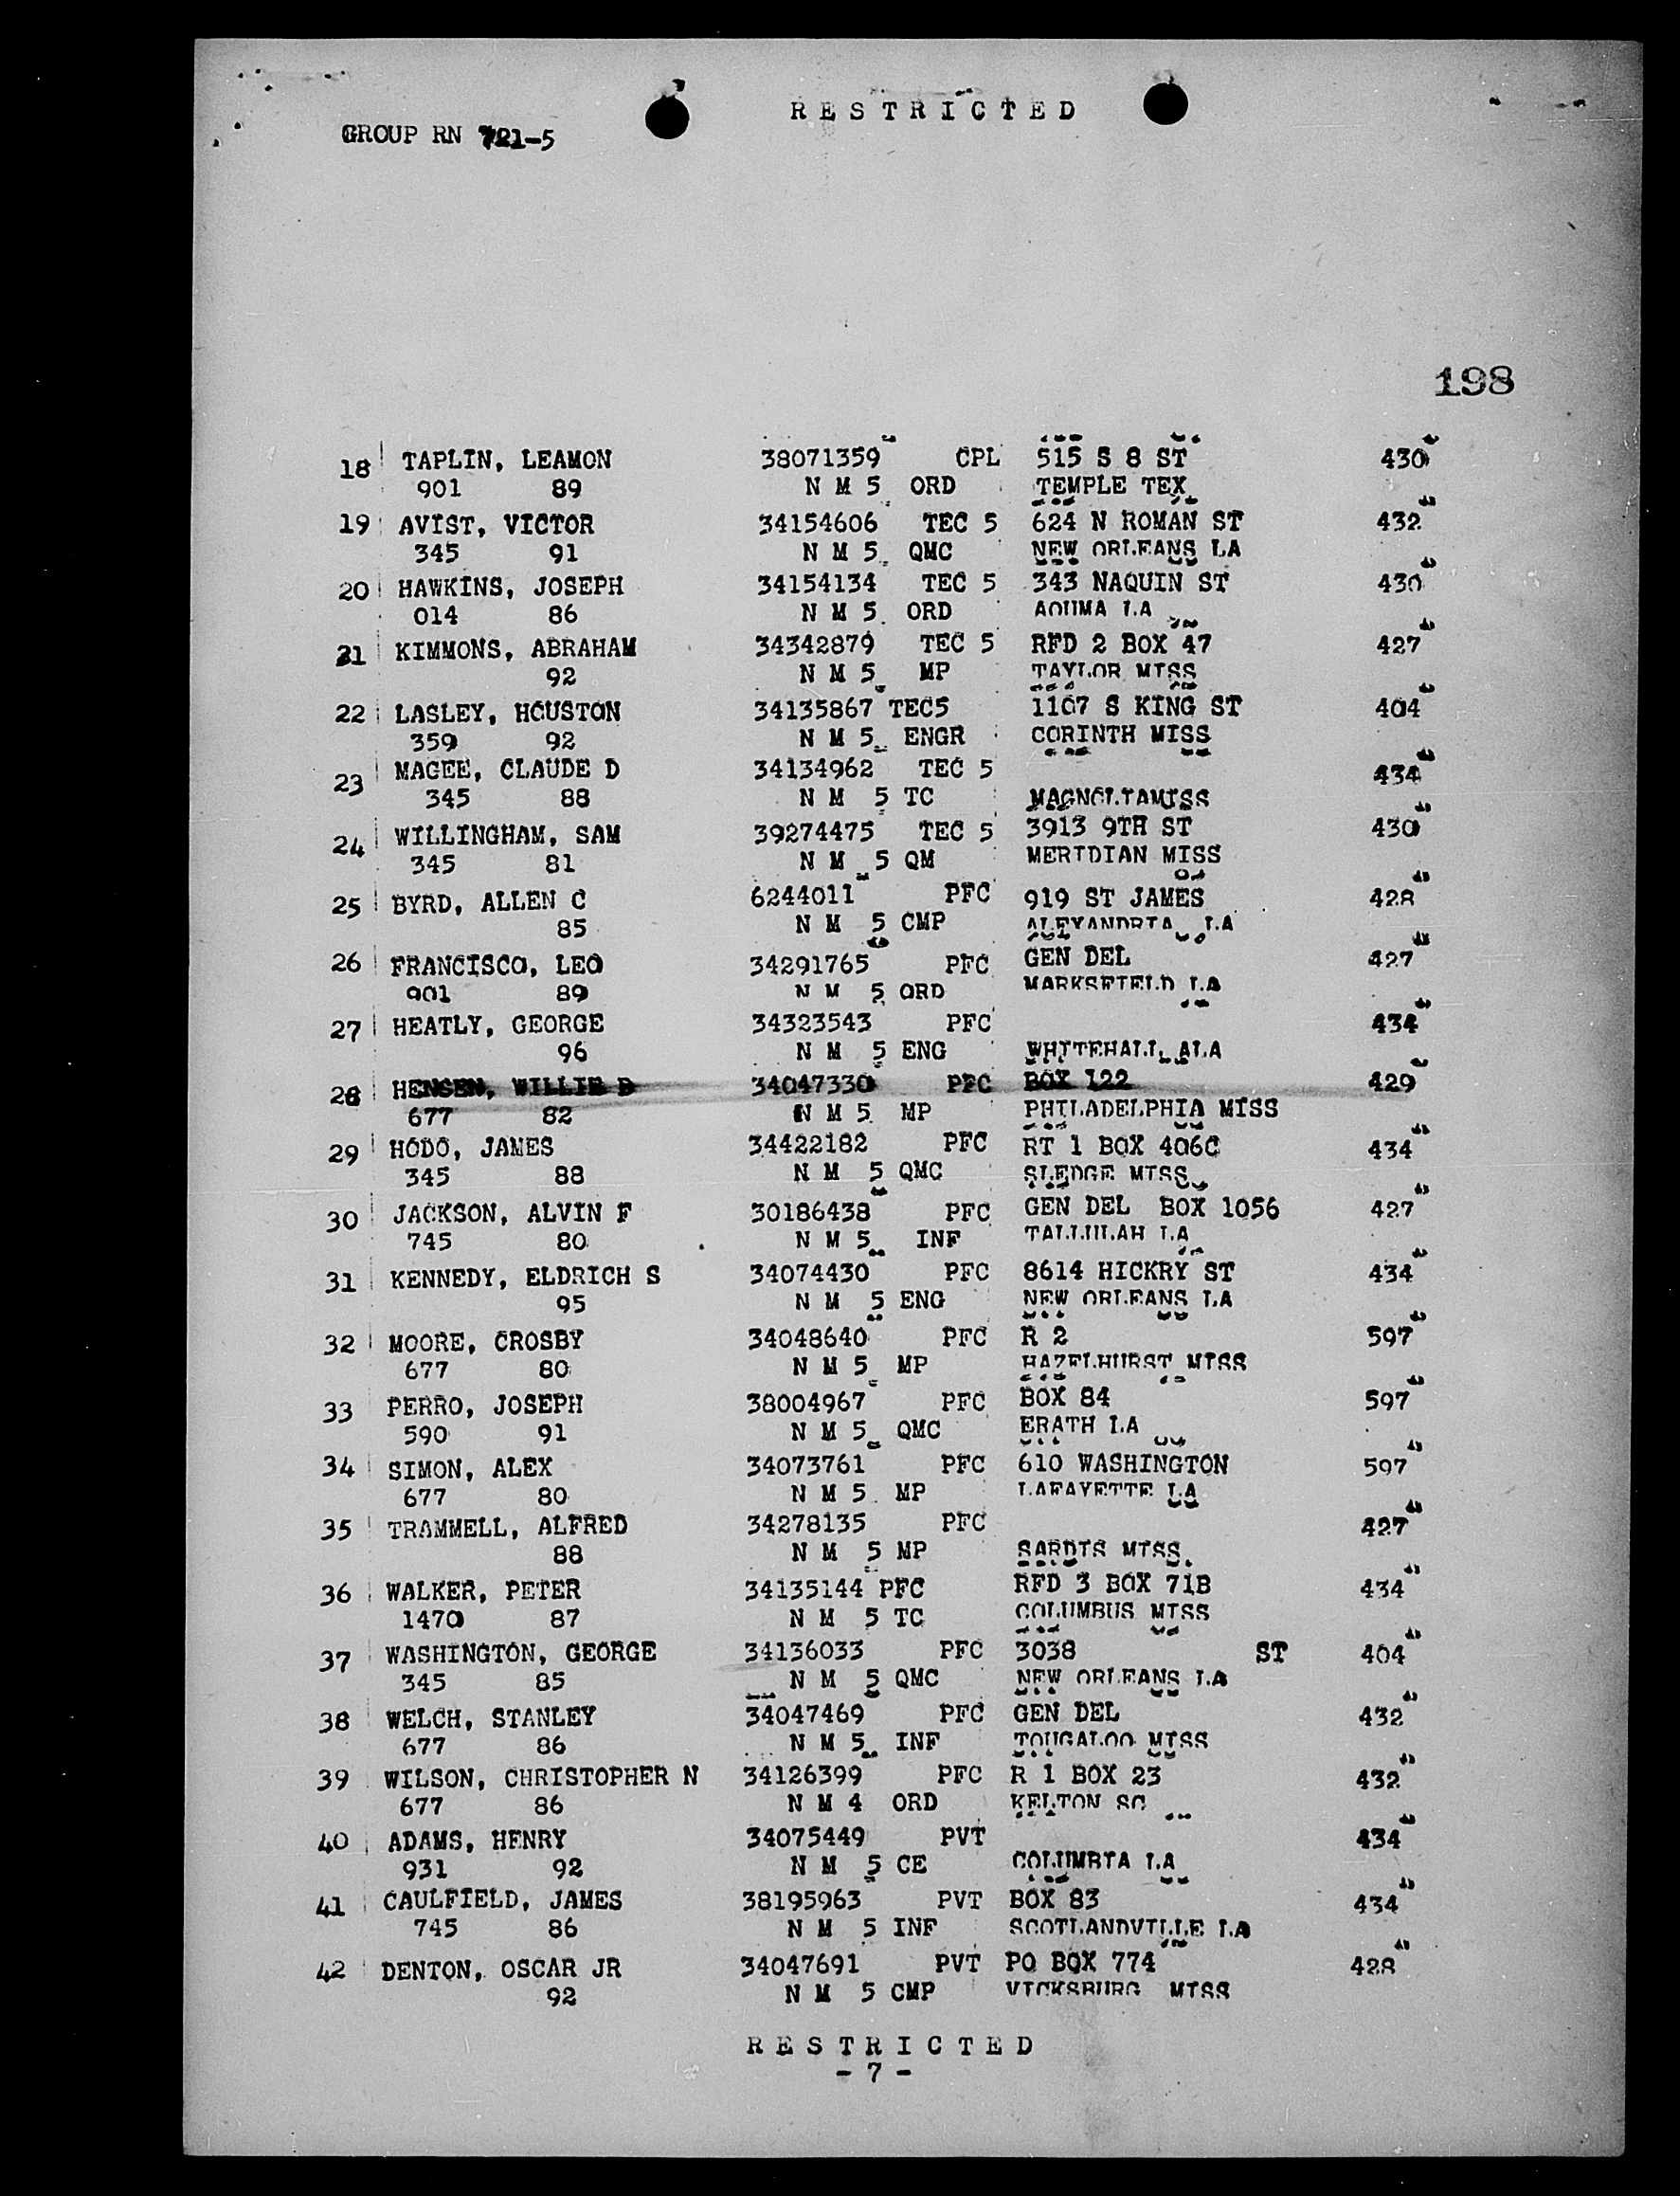 RESTRICTED
GROUP RN 721-5
198
18 TAPLIN, LEAMON 38071359 CPL 515 S 8 ST 430
901 89 N M 5 ORD TEMPLE TEX
19 AVIST, VICTOR 34154606 TEC 5 624 N ROMAN ST 432
345 91 N M 5 QMC NEW ORLEANS LA
20 HAWKINS, JOSEPH 34154134 TEC 5 343 NAQUIN ST 430
014 86 N M 5 ORD AOUMA LA
21 KIMMONS, ABRAHAM 34342879 TEC 5 RFD 2 BOX 47 427
92 N M 5 MP TAYLOR MISS
22 LASLEY, HOUSTON 34135867 TEC5 1107 S KING ST 404
359 92 N M 5 ENGR CORINTH MISS
23 MAGEE, CLAUDE D 34134962 TEC 5 434
345 88 N M 5 TC MAGNOLIAMISS
24 WILLINGHAM, SAM 39274475 TEC 5 3913 9TH ST 430
345 81 N M 5 QM MERIDIAN MISS
25 BYRD, ALLEN C 6244011 PFC 919 ST JAMES 428
85 N M 5 CMP ALEXANDRIA LA
26 FRANCISCO, LEO 34291765 PFC GEN DEL 427
901 89 N M 5 ORD MARKSFIELD LA
27 HEATLY, GEORGE 34323543 PFC 434
96 N M 5 ENG WHITEHALL ALA
28 HENSEN, WILLIE D 34047330 PFC BOX 122 429
677 82 N M 5 MP PHILADELPHIA MISS
29 HODO, JAMES 34422182 PFC RT 1 BOX 406C 434
345 88 N M 5 QMC SLEDGE MISS
30 JACKSON, ALVIN F 30186438 PFC GEN DEL BOX 1056 427
745 80 N M 5 INF TALLULAH LA
31 KENNEDY, ELDRICH S 34074430 PFC 8614 HICKRY ST 434
95 N M 5 ENG NEW ORLEANS LA
32 MOORE, CROSBY 34048640 PFC R 2 597
677 80 N M 5 MP HAZELHURST MISS
33 PERRO, JOSEPH 38004967 PFC BOX 84 597
590 91 N M 5 QMC ERATH LA
34 SIMON, ALEX 34073761 PFC 610 WASHINGTON 597
677 80 N M 5 MP LAFAYETTE LA
35 TRAMMELL, ALFRED 34278135 PFC 427
88 N M 5 MP SARDIS MISS
36 WALKER, PETER 34135144 PFC RFD 3 BOX 71B 434
1470 87 N M 5 TC COLUMBUS MISS
37 WASHINGTON, GEORGE 34136033 PFC 3038 ST 404
345 85 N M 5 QMC NEW ORLEANS LA
38 WELCH, STANLEY 34047469 PFC GEN DEL 432
677 86 N M 5 INF TOUGALOO MISS
39 WILSON, CHRISTOPHER N 34126399 PFC R 1 BOX 23 432
677 86 N M 4 ORD KELTON SC
40 ADAMS, HENRY 34075449 PVT 434
931 92 N M 5 CE COLUMBIA LA
41 CAULFIELD, JAMES 38195963 PVT BOX 83 434
745 86 N M 5 INF SCOTLANDVILLE LA
42 DENTON, OSCAR JR 34047691 PVT PO BOX 774 428
92 N M 5 CMP VICKSBURG MISS
RESTRICTED
- 7 -